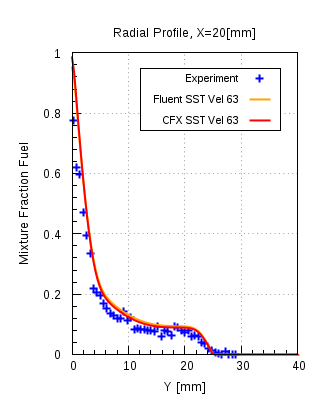 Radial Profile, X=20[mm]
Experiment
Fluent SST Vel 63
CFX SST Vel 63
Mixture Fraction Fuel
1
0.8
0.6
0.4
0.2
0
0 10 20 30 40
Y [mm]